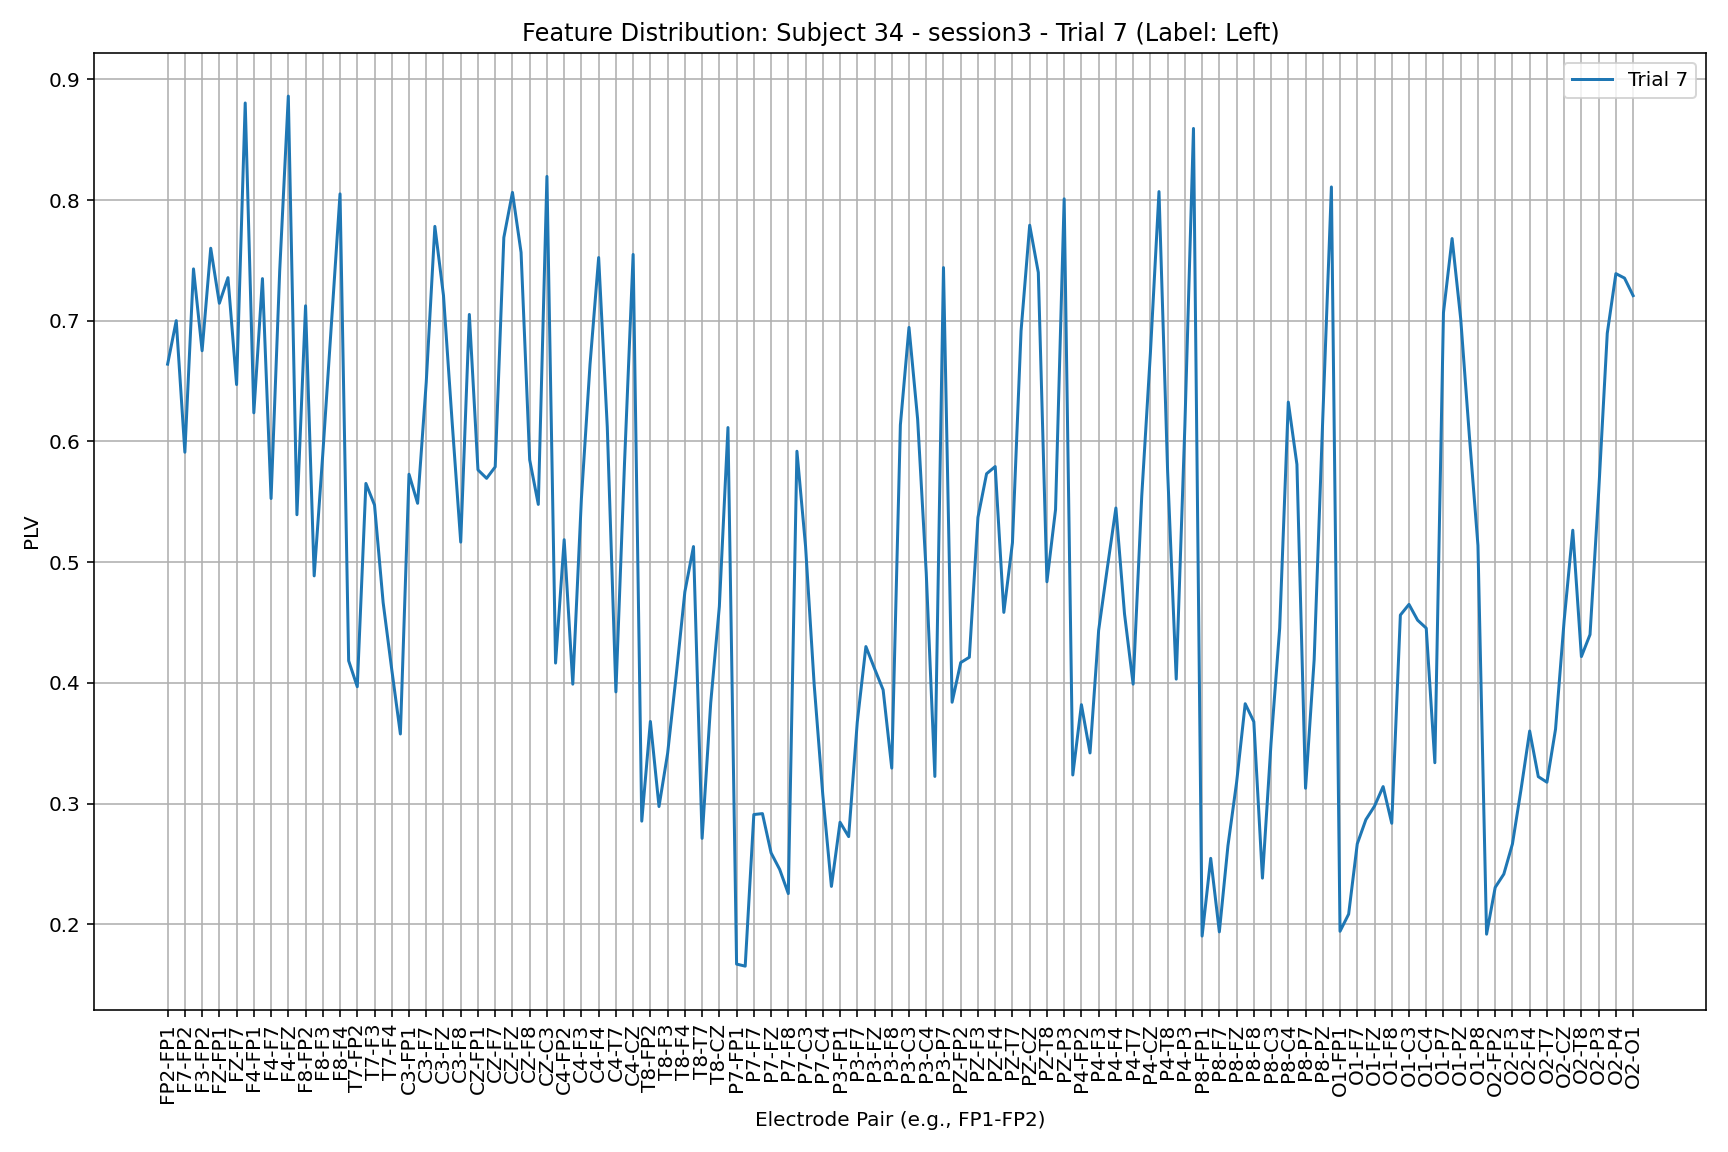 Feature Distribution: Subject 34 - session3 - Trial 7 (Label: Left)
Trial 7
PLV
0.9
0.8
0.7
0.6
0.5
0.4
0.3
0.2
FP2-FP1
F7-FP2
F3-FP2
FZ-FP1
FZ-F7
F4-FP1
F4-F7
F4-FZ
F8-FP2
F8-F3
F8-F4
T7-FP2
T7-F3
T7-F4
C3-FP1
C3-F7
C3-FZ
C3-F8
CZ-FP1
CZ-F7
CZ-FZ
CZ-F8
CZ-C3
C4-FP2
C4-F3
C4-F4
C4-T7
C4-CZ
T8-FP2
T8-F3
T8-F4
T8-T7
T8-CZ
P7-FP1
P7-F7
P7-FZ
P7-F8
P7-C3
P7-C4
P3-FP1
P3-F7
P3-FZ
P3-F8
P3-C3
P3-C4
P3-P7
PZ-FP2
PZ-F3
PZ-F4
PZ-T7
PZ-CZ
PZ-T8
PZ-P3
P4-FP2
P4-F3
P4-F4
P4-T7
P4-CZ
P4-T8
P4-P3
P8-FP1
P8-F7
P8-FZ
P8-F8
P8-C3
P8-C4
P8-P7
P8-PZ
O1-FP1
O1-F7
O1-FZ
O1-F8
O1-C3
O1-C4
O1-P7
O1-PZ
O1-P8
O2-FP2
O2-F3
O2-F4
O2-T7
O2-CZ
O2-T8
O2-P3
O2-P4
O2-O1
Electrode Pair (e.g., FP1-FP2)